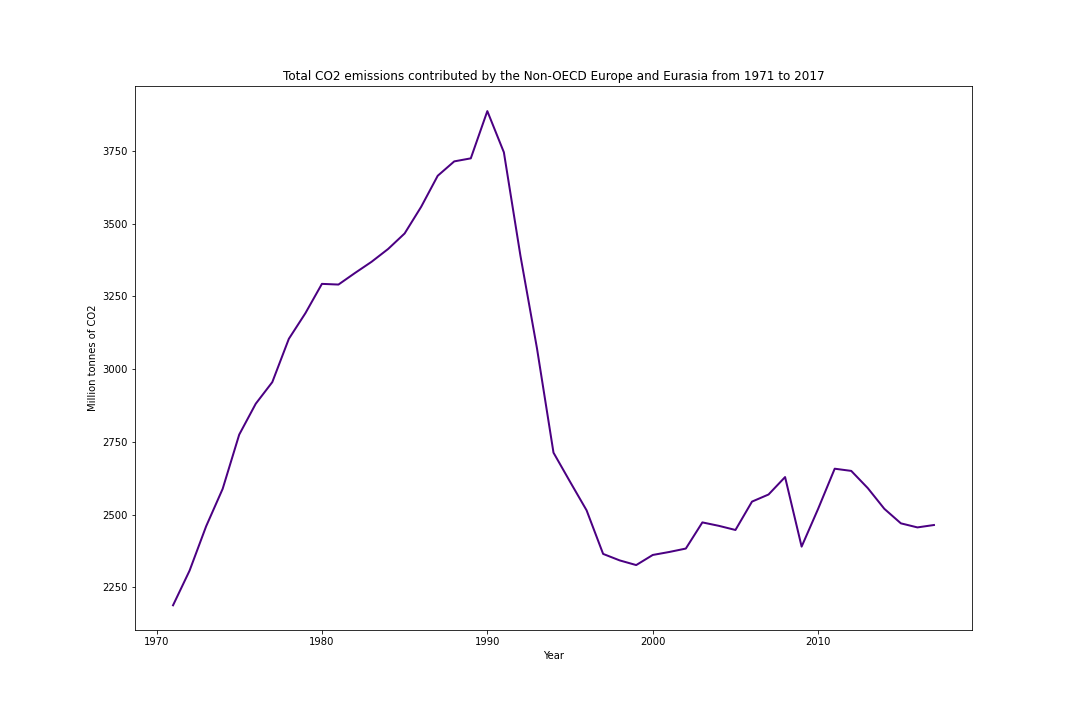 Total CO2 emissions contributed by the Non-OECD Europe and Eurasia from 1971 to 2017
Million tonnes of CO2
3750
3500
3250
3000
2750
2500
2250
1970 1980 1990 2000 2010
Year